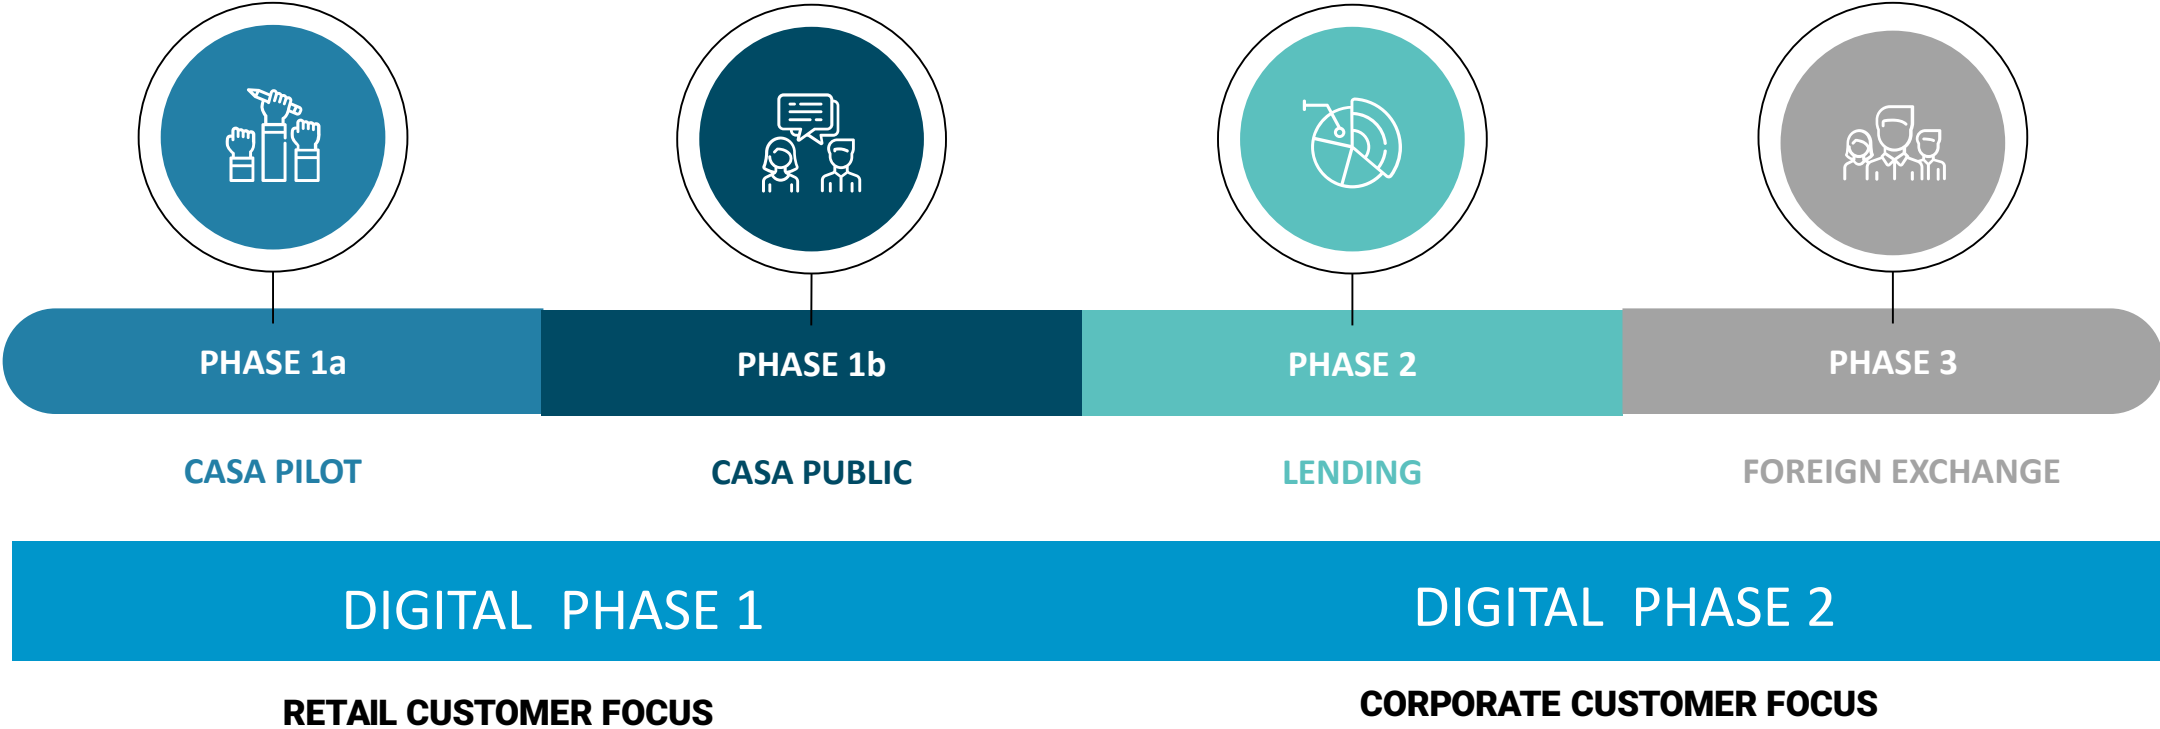 PHASE 1a
PHASE 1b
PHASE 2
PHASE 3
CASA PILOT
CASA PUBLIC
LENDING
FOREIGN EXCHANGE
DIGITAL PHASE 1
DIGITAL PHASE 2
RETAIL CUSTOMER FOCUS
CORPORATE CUSTOMER FOCUS